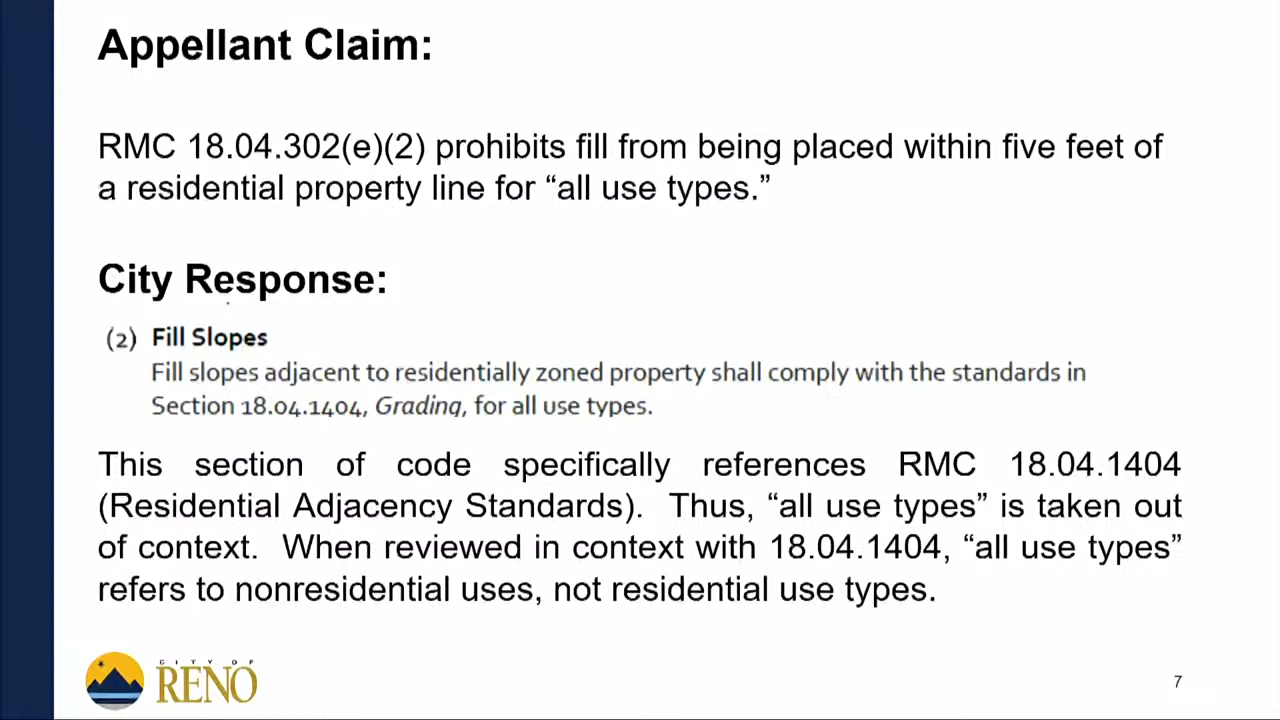 Appellant Claim:
RMC 18.04.302(e)(2) prohibits fill from being placed within five feet of
a residential property line for “all use types.”
City Response:
(2) Fill Slopes
Fill slopes adjacent to residentially zoned property shall comply with the standards in
Section 18.04.1404, Grading, for all use types.
This section of code specifically references RMC 18.04.1404
(Residential Adjacency Standards). Thus, “all use types” is taken out
of context. When reviewed in context with 18.04.1404, “all use types”
refers to nonresidential uses, not residential use types.
CITY OF
RENO
7